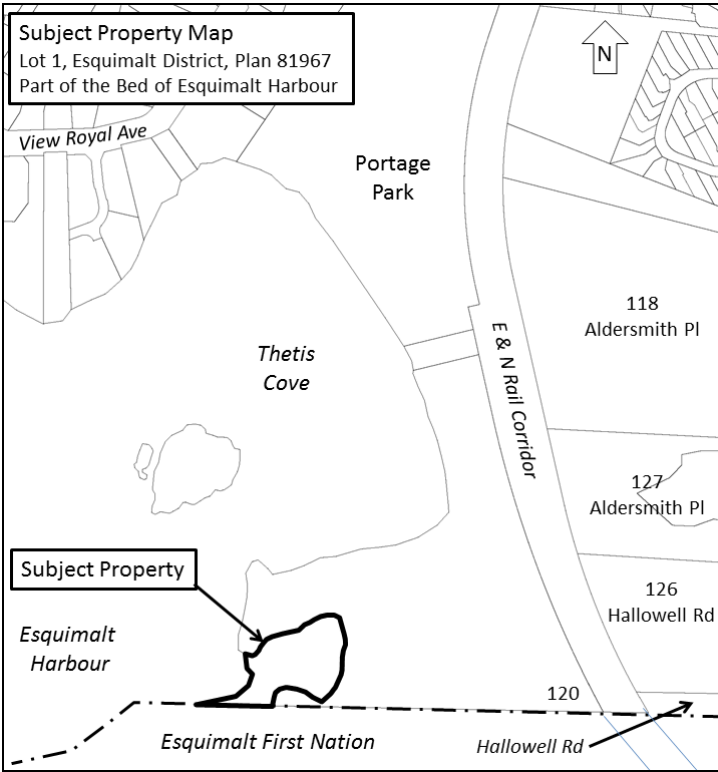 Subject Property Map
Lot 1, Esquimalt District, Plan 81967
Part of the Bed of Esquimalt Harbour
N
View Royal Ave
Portage
Park
118
Aldersmith Pl
Thetis
Cove
E & N Rail Corridor
127
Aldersmith Pl
Subject Property
126
Hallowell Rd
Esquimalt
Harbour
120
Esquimalt First Nation
Hallowell Rd